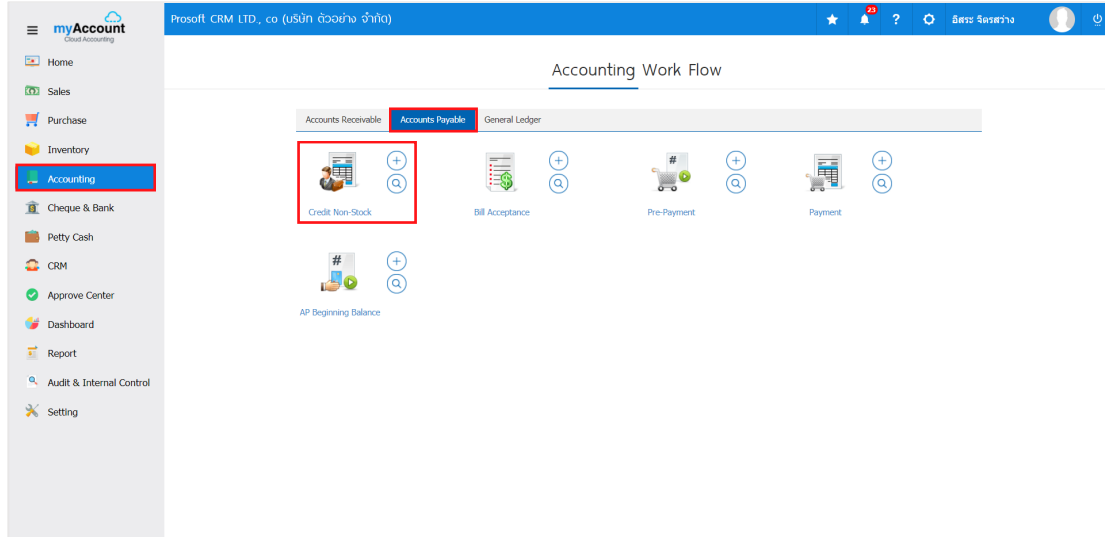 myAccount
Cloud Accounting
Prosoft CRM LTD., co (บริษัท ตัวอย่าง จำกัด)
23
?
อิสระ จิตรสว่าง
Home
Sales
Purchase
Inventory
Accounting
Cheque & Bank
Petty Cash
CRM
Approve Center
Dashboard
Report
Audit & Internal Control
Setting
Accounting Work Flow
Accounts Receivable
Accounts Payable
General Ledger
Credit Non-Stock
Bill Acceptance
#
Pre-Payment
Payment
#
AP Beginning Balance